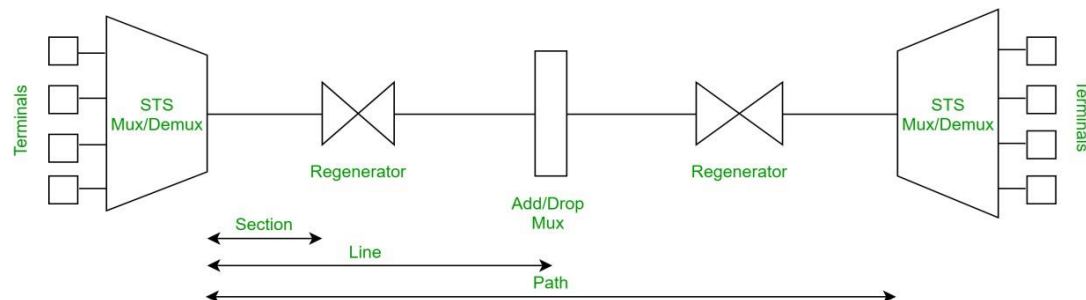 Terminals
STS
Mux/Demux
Regenerator
Add/Drop
Mux
Regenerator
STS
Mux/Demux
Terminals
Section
Line
Path